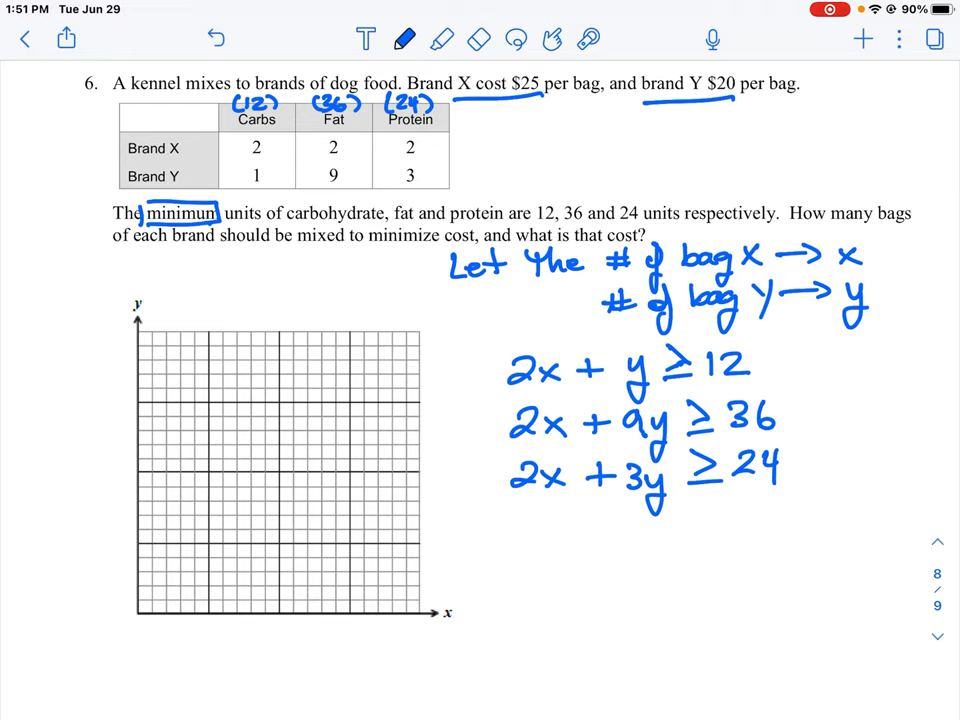 1:51 PM Tue Jun 29
90%
T
6. A kennel mixes to brands of dog food. Brand X cost $25 per bag, and brand Y $20 per bag.
(12) (36) (24)
Carbs Fat Protein
Brand X 2 2 2
Brand Y 1 9 3
The minimum units of carbohydrate, fat and protein are 12, 36 and 24 units respectively. How many bags
of each brand should be mixed to minimize cost, and what is that cost?
Let the # of bag X → x
# of bag Y → y
2x + y ≥ 12
2x + 9y ≥ 36
2x + 3y ≥ 24
y
x
8
/
9